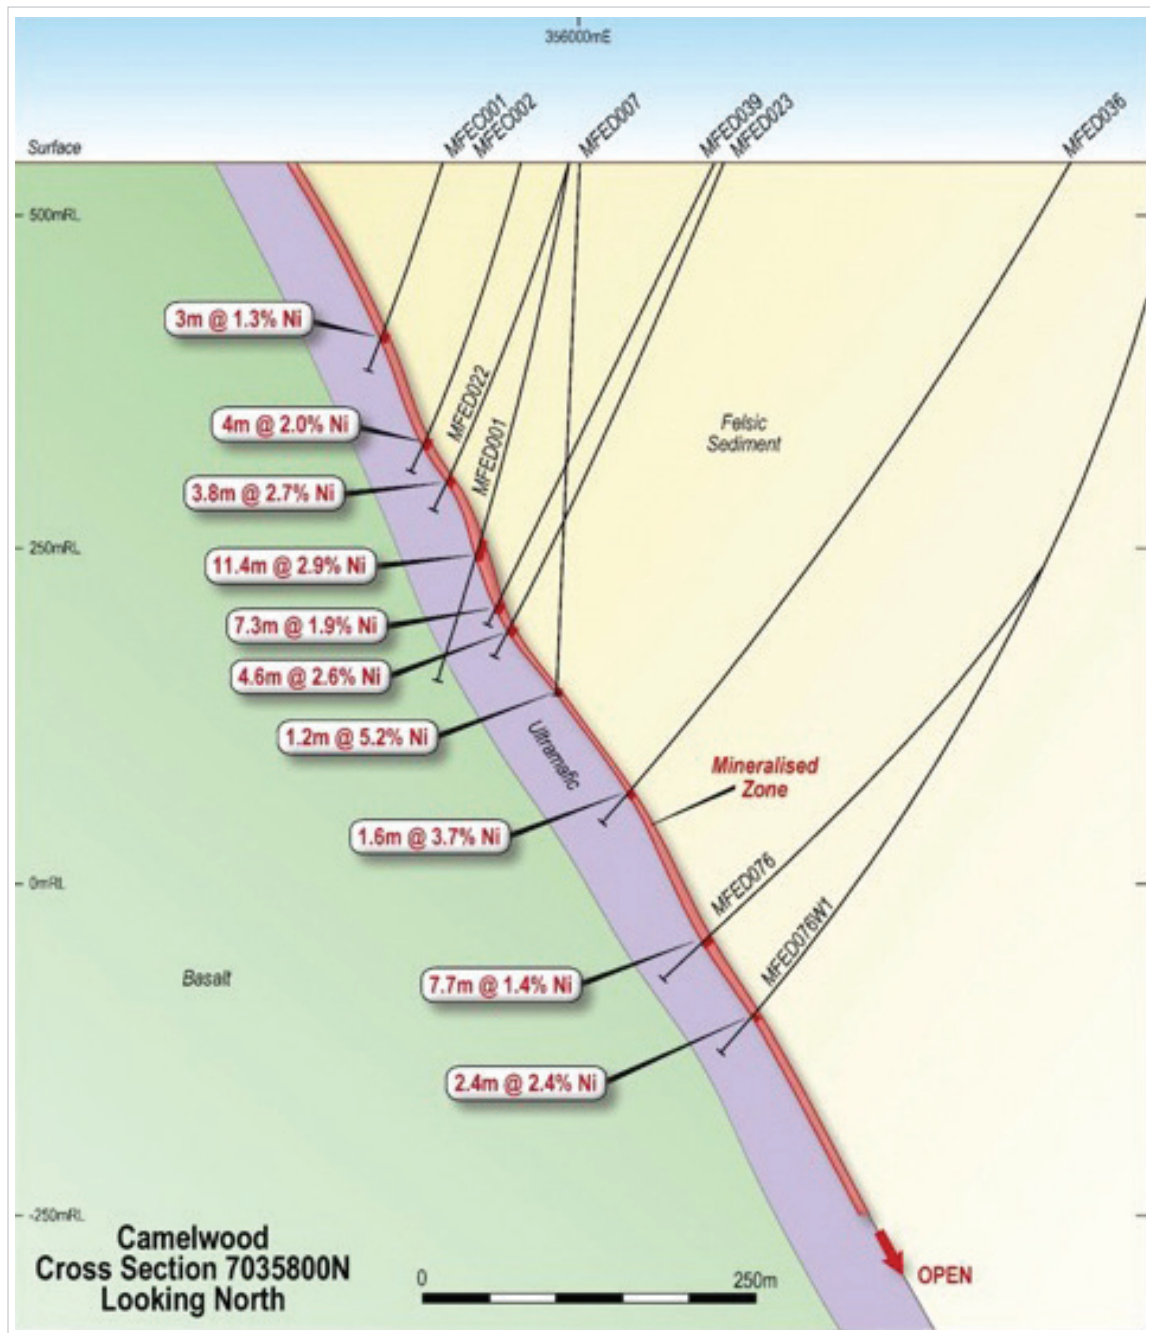 356000mE
MFEC001
MFEC002
MFED007
MFED039
MFED023
MFED036
Surface
500mRL
3m @ 1.3% Ni
MFED022
4m @ 2.0% Ni
Felsic
Sediment
MFED001
3.8m @ 2.7% Ni
250mRL
11.4m @ 2.9% Ni
7.3m @ 1.9% Ni
4.6m @ 2.6% Ni
1.2m @ 5.2% Ni
Ultramafic
Mineralised
Zone
1.6m @ 3.7% Ni
0mRL
MFED076
MFED076W1
Basalt
7.7m @ 1.4% Ni
2.4m @ 2.4% Ni
-250mRL
Camelwood
Cross Section 7035800N
Looking North
0
250m
OPEN